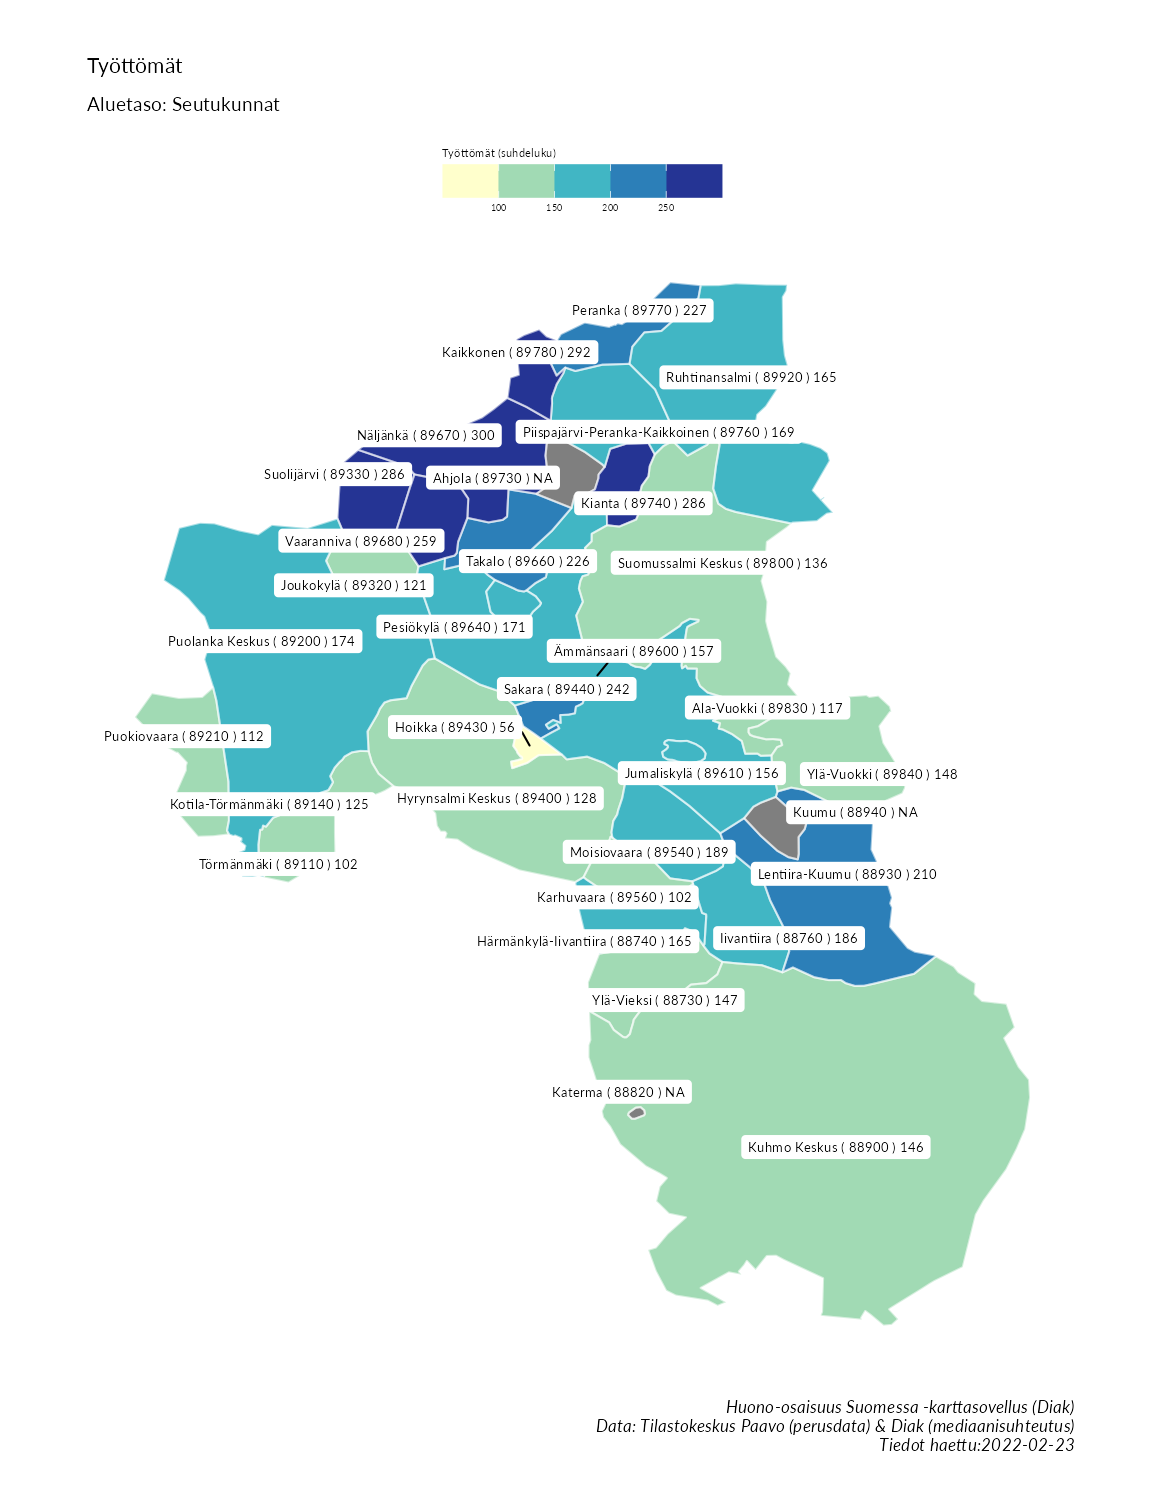 Työttömät
Aluetaso: Seutukunnat
Työttömät (suhdeluku)
100 150 200 250
Peranka ( 89770 ) 227
Kaikkonen ( 89780 ) 292
Ruhtinansalmi ( 89920 ) 165
Näljänkä ( 89670 ) 300
Piispajärvi-Peranka-Kaikkoinen ( 89760 ) 169
Suolijärvi ( 89330 ) 286
Ahjola ( 89730 ) NA
Kianta ( 89740 ) 286
Vaaranniva ( 89680 ) 259
Takalo ( 89660 ) 226
Suomussalmi Keskus ( 89800 ) 136
Joukokylä ( 89320 ) 121
Pesiökylä ( 89640 ) 171
Puolanka Keskus ( 89200 ) 174
Ämmänsaari ( 89600 ) 157
Sakara ( 89440 ) 242
Ala-Vuokki ( 89830 ) 117
Hoikka ( 89430 ) 56
Puokiovaara ( 89210 ) 112
Jumaliskylä ( 89610 ) 156
Ylä-Vuokki ( 89840 ) 148
Hyrynsalmi Keskus ( 89400 ) 128
Kotila-Törmänmäki ( 89140 ) 125
Kuumu ( 88940 ) NA
Moisiovaara ( 89540 ) 189
Törmänmäki ( 89110 ) 102
Lentiira-Kuumu ( 88930 ) 210
Karhuvaara ( 89560 ) 102
Iivantiira ( 88760 ) 186
Härmänkylä-Iivantiira ( 88740 ) 165
Ylä-Vieksi ( 88730 ) 147
Katerma ( 88820 ) NA
Kuhmo Keskus ( 88900 ) 146
Huono-osaisuus Suomessa -karttasovellus (Diak)
Data: Tilastokeskus Paavo (perusdata) & Diak (mediaanisuhteutus)
Tiedot haettu:2022-02-23